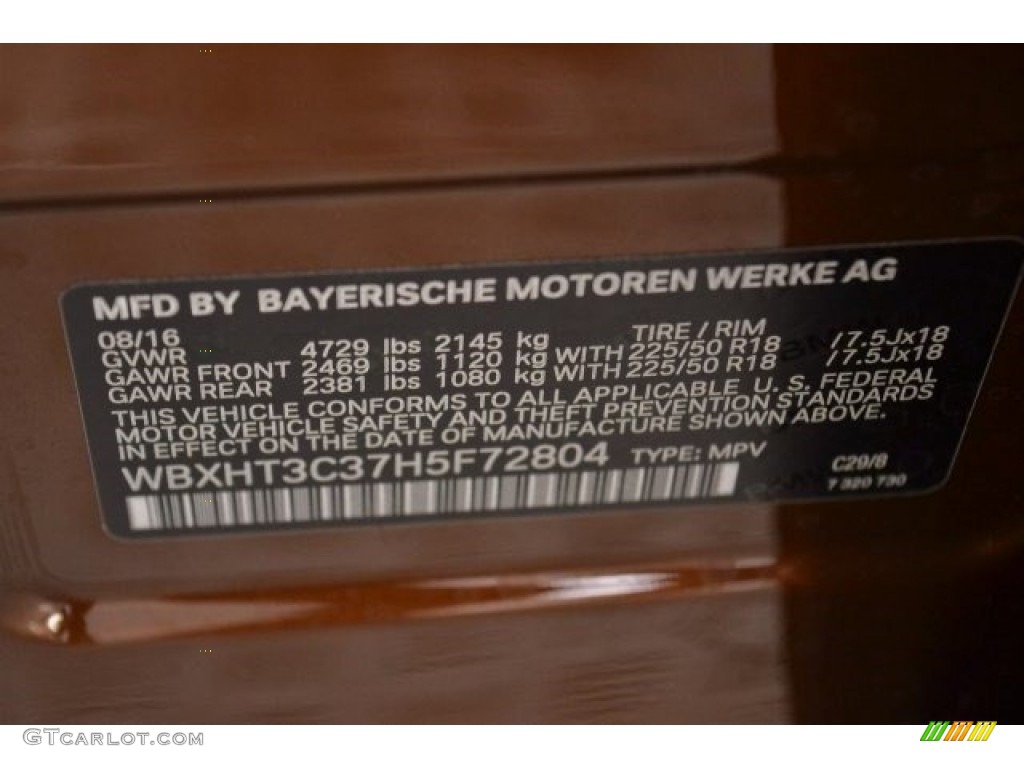 MFD BY BAYERISCHE MOTOREN WERKE AG
08/16 TIRE / RIM
GVWR 4729 lbs 2145 kg
GAWR FRONT 2469 lbs 1120 kg WITH 225/50 R18 /7.5Jx18
GAWR REAR 2381 lbs 1080 kg WITH 225/50 R18 /7.5Jx18
THIS VEHICLE CONFORMS TO ALL APPLICABLE U. S. FEDERAL
MOTOR VEHICLE SAFETY AND THEFT PREVENTION STANDARDS
IN EFFECT ON THE DATE OF MANUFACTURE SHOWN ABOVE.
WBXHT3C37H5F72804 TYPE: MPV
C29/8
7 320 730
GTCARLOT.COM